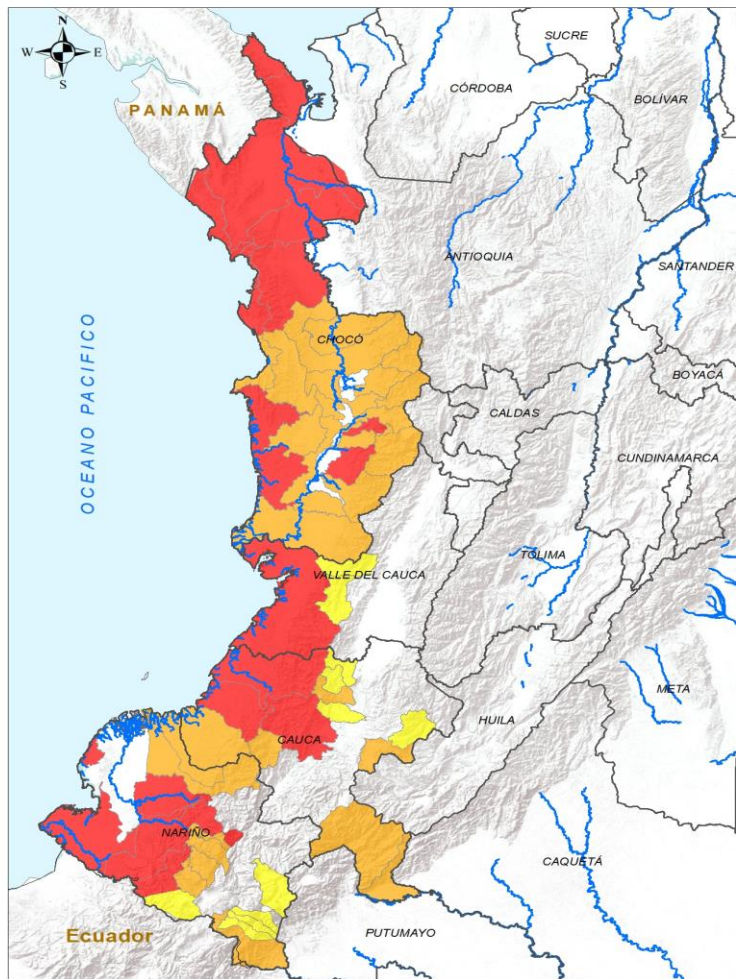 N
W E
S
SUCRE
CÓRDOBA
PANAMÁ
BOLÍVAR
ANTIOQUIA
SANTANDER
OCEANO PACIFICO
CHOCÓ
BOYACÁ
CALDAS
CUNDINAMARCA
TOLIMA
VALLE DEL CAUCA
META
HUILA
CAUCA
NARIÑO
CAQUETÁ
PUTUMAYO
Ecuador